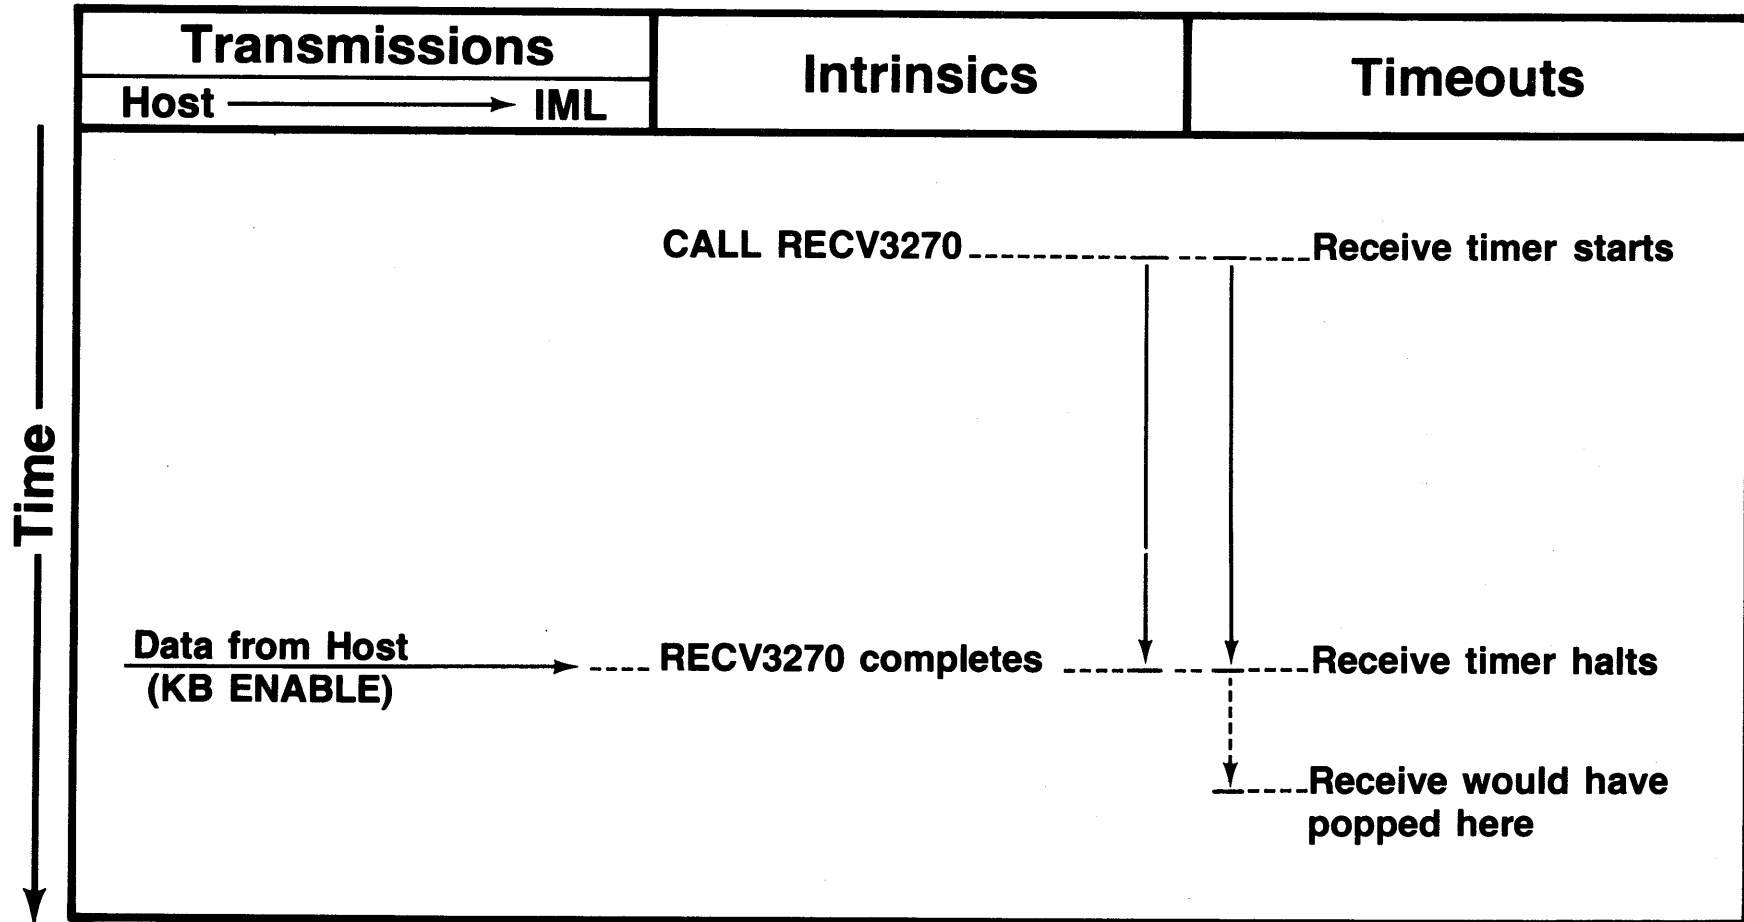 Transmissions
Host IML
Intrinsics
Timeouts
Time
CALL RECV3270
Receive timer starts
Data from Host
(KB ENABLE)
RECV3270 completes
Receive timer halts
Receive would have
popped here